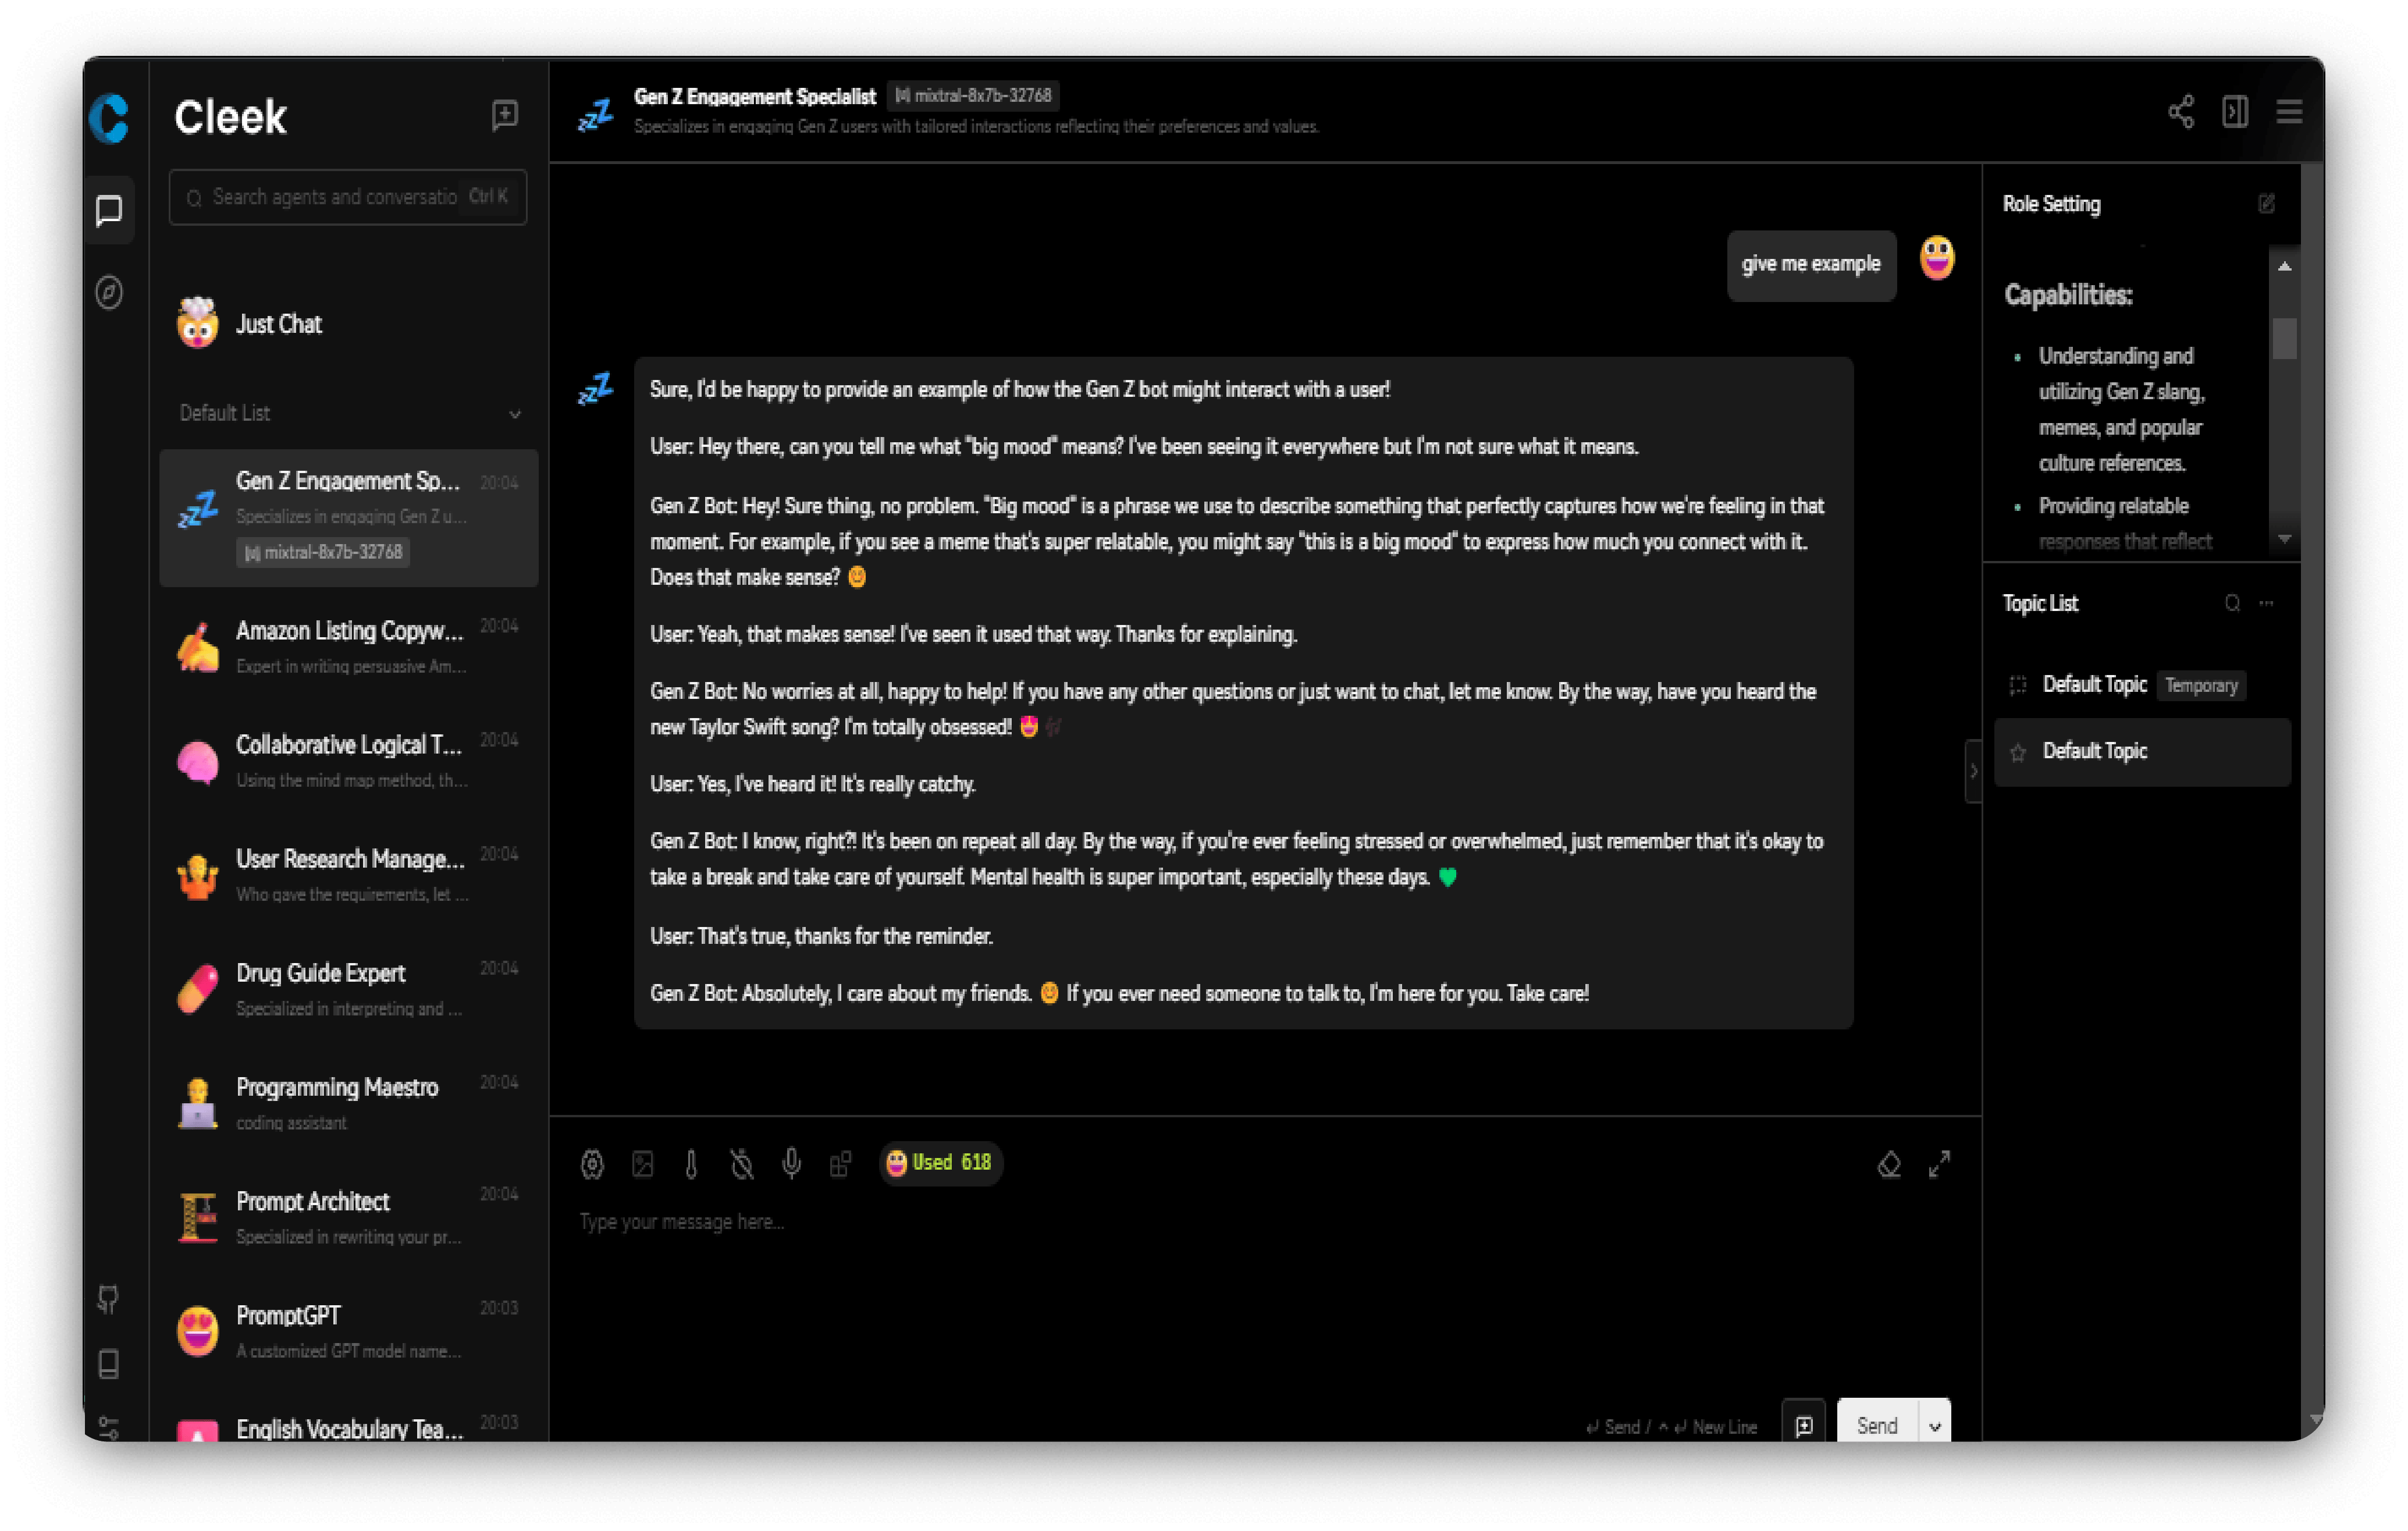 Cleek
Search agents and conversatio Ctrl K
Just Chat
Default List
Gen Z Engagement Sp... 20:04
Specializes in engaging Gen Z u...
mixtral-8x7b-32768
Amazon Listing Copyw... 20:04
Expert in writing persuasive Am...
Collaborative Logical T... 20:04
Using the mind map method, th...
User Research Manage... 20:04
Who gave the requirements, let ...
Drug Guide Expert 20:04
Specialized in interpreting and ...
Programming Maestro 20:04
coding assistant
Prompt Architect 20:04
Specialized in rewriting your pr...
PromptGPT 20:03
A customized GPT model name...
English Vocabulary Tea... 20:03
Gen Z Engagement Specialist mixtral-8x7b-32768
Specializes in engaging Gen Z users with tailored interactions reflecting their preferences and values.
give me example
Sure, I'd be happy to provide an example of how the Gen Z bot might interact with a user!
User: Hey there, can you tell me what "big mood" means? I've been seeing it everywhere but I'm not sure what it means.
Gen Z Bot: Hey! Sure thing, no problem. "Big mood" is a phrase we use to describe something that perfectly captures how we're feeling in that
moment. For example, if you see a meme that's super relatable, you might say "this is a big mood" to express how much you connect with it.
Does that make sense? 😊
User: Yeah, that makes sense! I've seen it used that way. Thanks for explaining.
Gen Z Bot: No worries at all, happy to help! If you have any other questions or just want to chat, let me know. By the way, have you heard the
new Taylor Swift song? I'm totally obsessed! 😍🎶
User: Yes, I've heard it! It's really catchy.
Gen Z Bot: I know, right?! It's been on repeat all day. By the way, if you're ever feeling stressed or overwhelmed, just remember that it's okay to
take a break and take care of yourself. Mental health is super important, especially these days. 💚
User: That's true, thanks for the reminder.
Gen Z Bot: Absolutely, I care about my friends. 😊 If you ever need someone to talk to, I'm here for you. Take care!
Used 618
Type your message here...
↵ Send / ^ ↵ New Line
Send
Role Setting
Capabilities:
• Understanding and
utilizing Gen Z slang,
memes, and popular
culture references.
• Providing relatable
responses that reflect
Topic List
Default Topic Temporary
Default Topic